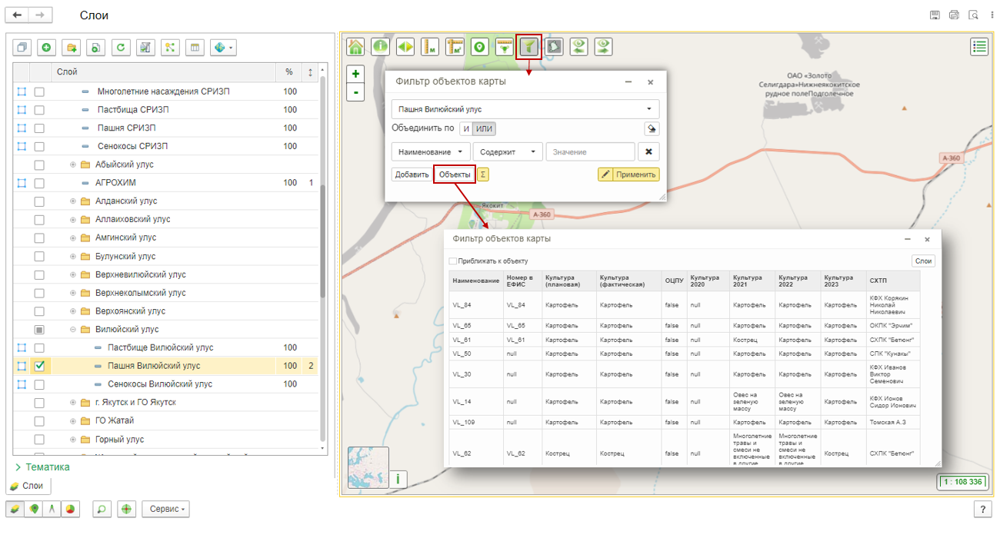 Слои
Слой % ↕
Многолетние насаждения СРИЗП 100
Пастбища СРИЗП 100
Пашня СРИЗП 100
Сенокосы СРИЗП 100
Абыйский улус
АГРОХИМ 100 1
Алданский улус
Аллаиховский улус
Амгинский улус
Булунский улус
Верхневилюйский улус
Верхнеколымский улус
Верхоянский улус
Вилюйский улус
Пастбище Вилюйский улус 100
Пашня Вилюйский улус 100 2
Сенокосы Вилюйский улус 100
г. Якутск и ГО Якутск
ГО Жатай
Горный улус
Тематика
Слои
Сервис
+
-
M
M²
Фильтр объектов карты
Пашня Вилюйский улус
Объединить по И ИЛИ
Наименование Содержит Значение
Добавить Объекты Σ Применить
ОАО «Золото
Селигдара»Нижнеякокитское
рудное полеПодголечное
А-360
Якокит
А-360
Фильтр объектов карты
Приближать к объекту Слои
Наименование Номер в ЕФИС Культура (плановая) Культура (фактическая) ОЦПУ Культура 2020 Культура 2021 Культура 2022 Культура 2023 СХТП
VL_84 VL_84 Картофель Картофель false null Картофель Картофель Картофель КФХ Корякин Николай Николаевич
VL_65 VL_65 Картофель Картофель false null Картофель Картофель Картофель ОКПК "Эрчим"
VL_61 VL_61 Картофель Картофель false null Кострец Картофель Картофель СХПК "Бетюнг"
VL_50 null Картофель Картофель false null Картофель Картофель Картофель СПК "Кунакы"
VL_30 null Картофель Картофель false null Картофель Картофель Картофель КФХ Иванов Виктор Семенович
VL_14 null Картофель Картофель false null Овес на зеленую массу Овес на зеленую массу Картофель КФХ Ионов Сидор Ионович
VL_109 null Картофель Картофель false null Картофель Картофель Картофель Томская А.З
VL_62 VL_62 Кострец Кострец false null Многолетние травы и смеси не включенные в другие Многолетние травы и смеси не включенные в другие Кострец СХПК "Бетюнг"
i
1 : 108 336
?